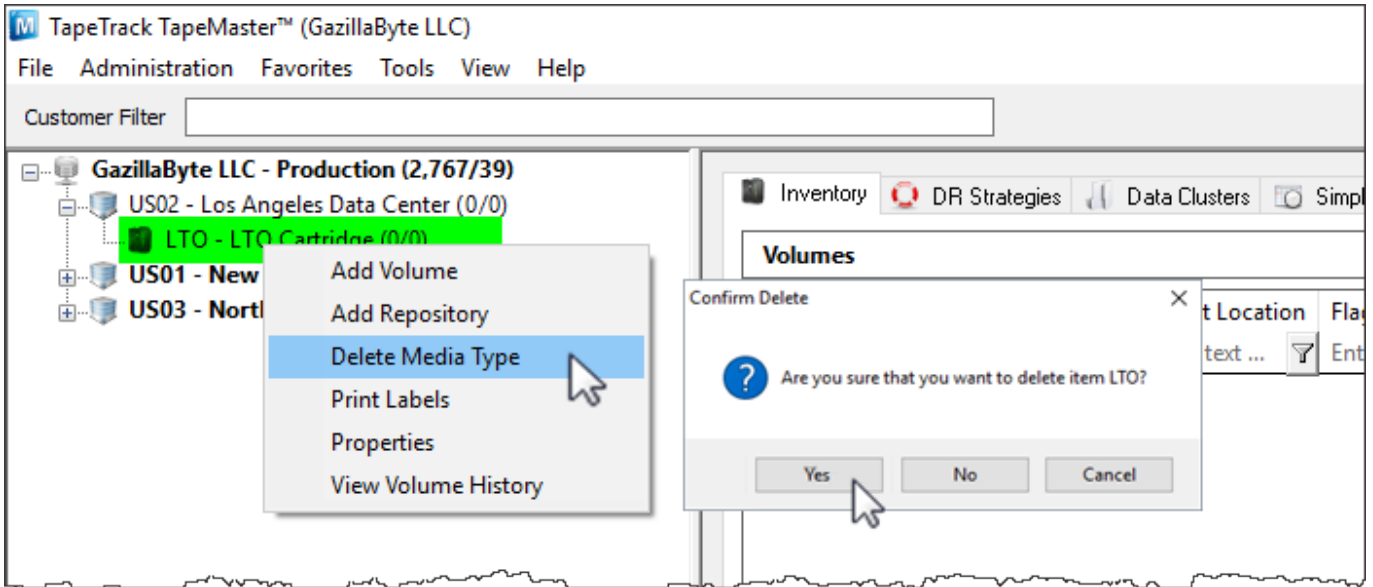 TapeTrack TapeMaster™ (GazillaByte LLC)
File Administration Favorites Tools View Help
Customer Filter
GazillaByte LLC - Production (2,767/39)
US02 - Los Angeles Data Center (0/0)
LTO - LTO Cartridge (0/0)
US01 - New
US03 - North
Add Volume
Add Repository
Delete Media Type
Print Labels
Properties
View Volume History
Inventory DR Strategies Data Clusters Simpl
Volumes
t Location Flag
text ... Ent
Confirm Delete
Are you sure that you want to delete item LTO?
Yes No Cancel